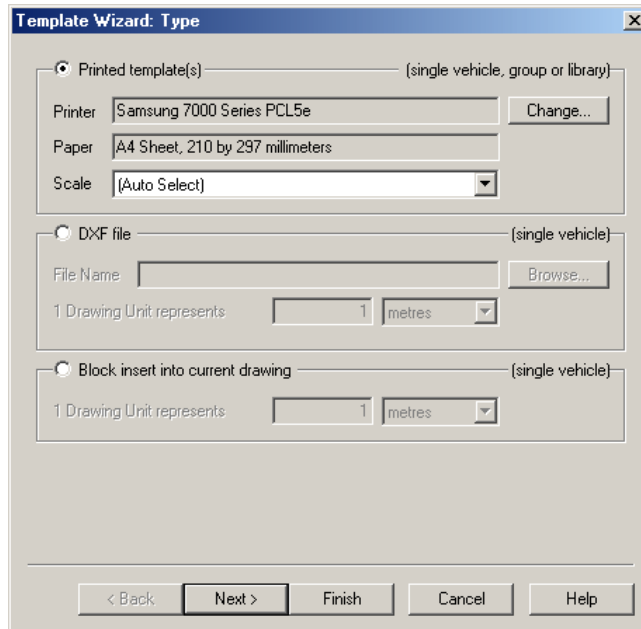 Template Wizard: Type
Printed template(s) (single vehicle, group or library)
Printer Samsung 7000 Series PCL5e Change...
Paper A4 Sheet, 210 by 297 millimeters
Scale (Auto Select)
DXF file (single vehicle)
File Name Browse...
1 Drawing Unit represents 1 metres
Block insert into current drawing (single vehicle)
1 Drawing Unit represents 1 metres
< Back Next > Finish Cancel Help